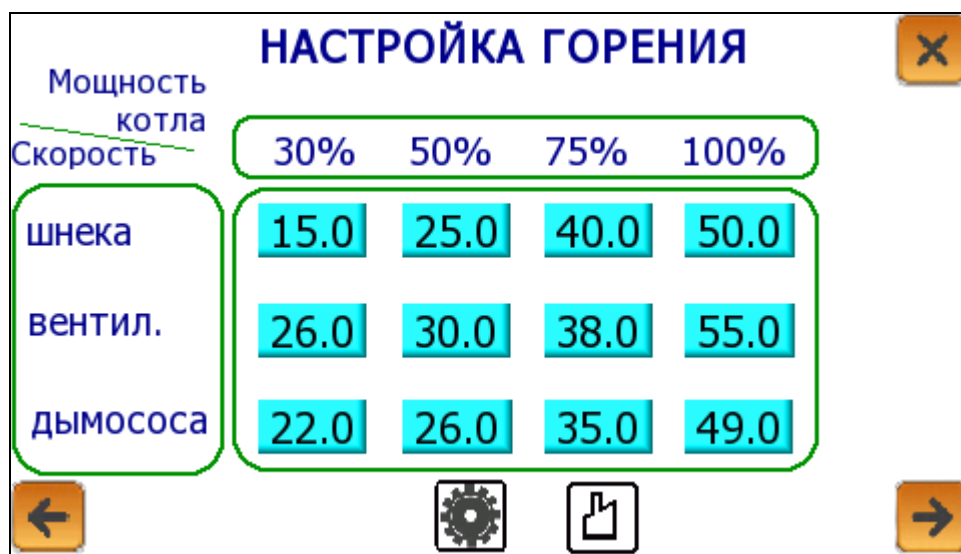 НАСТРОЙКА ГОРЕНИЯ
Мощность
котла
Скорость
30% 50% 75% 100%
шнека 15.0 25.0 40.0 50.0
вентил. 26.0 30.0 38.0 55.0
дымососа 22.0 26.0 35.0 49.0